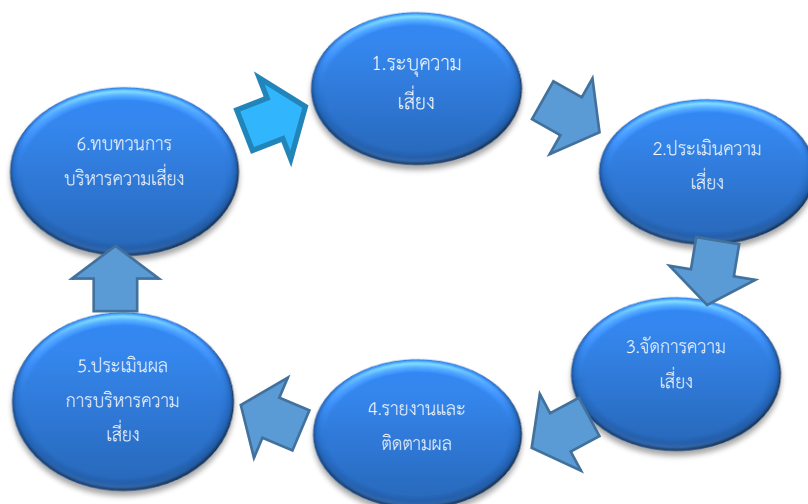 1.ระบุความ
เสี่ยง
2.ประเมินความ
เสี่ยง
3.จัดการความ
เสี่ยง
4.รายงานและ
ติดตามผล
5.ประเมินผล
การบริหารความ
เสี่ยง
6.ทบทวนการ
บริหารความเสี่ยง